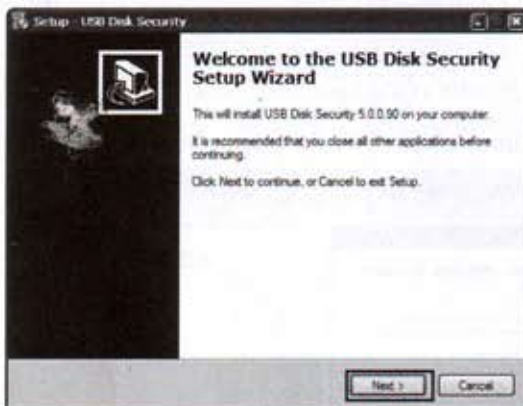 Setup - USB Disk Security
Welcome to the USB Disk Security
Setup Wizard
This will install USB Disk Security 5.0.0.90 on your computer.
It is recommended that you close all other applications before
continuing.
Click Next to continue, or Cancel to exit Setup.
Next >
Cancel